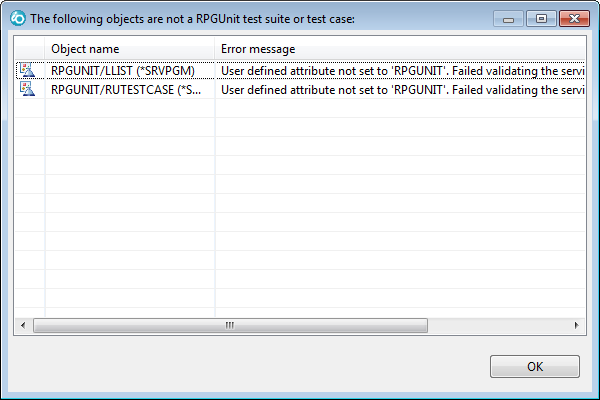 The following objects are not a RPGUnit test suite or test case:
Object name Error message
RPGUNIT/LLIST (*SRVPGM) User defined attribute not set to 'RPGUNIT'. Failed validating the servi
RPGUNIT/RUTESTCASE (*S... User defined attribute not set to 'RPGUNIT'. Failed validating the servi
OK